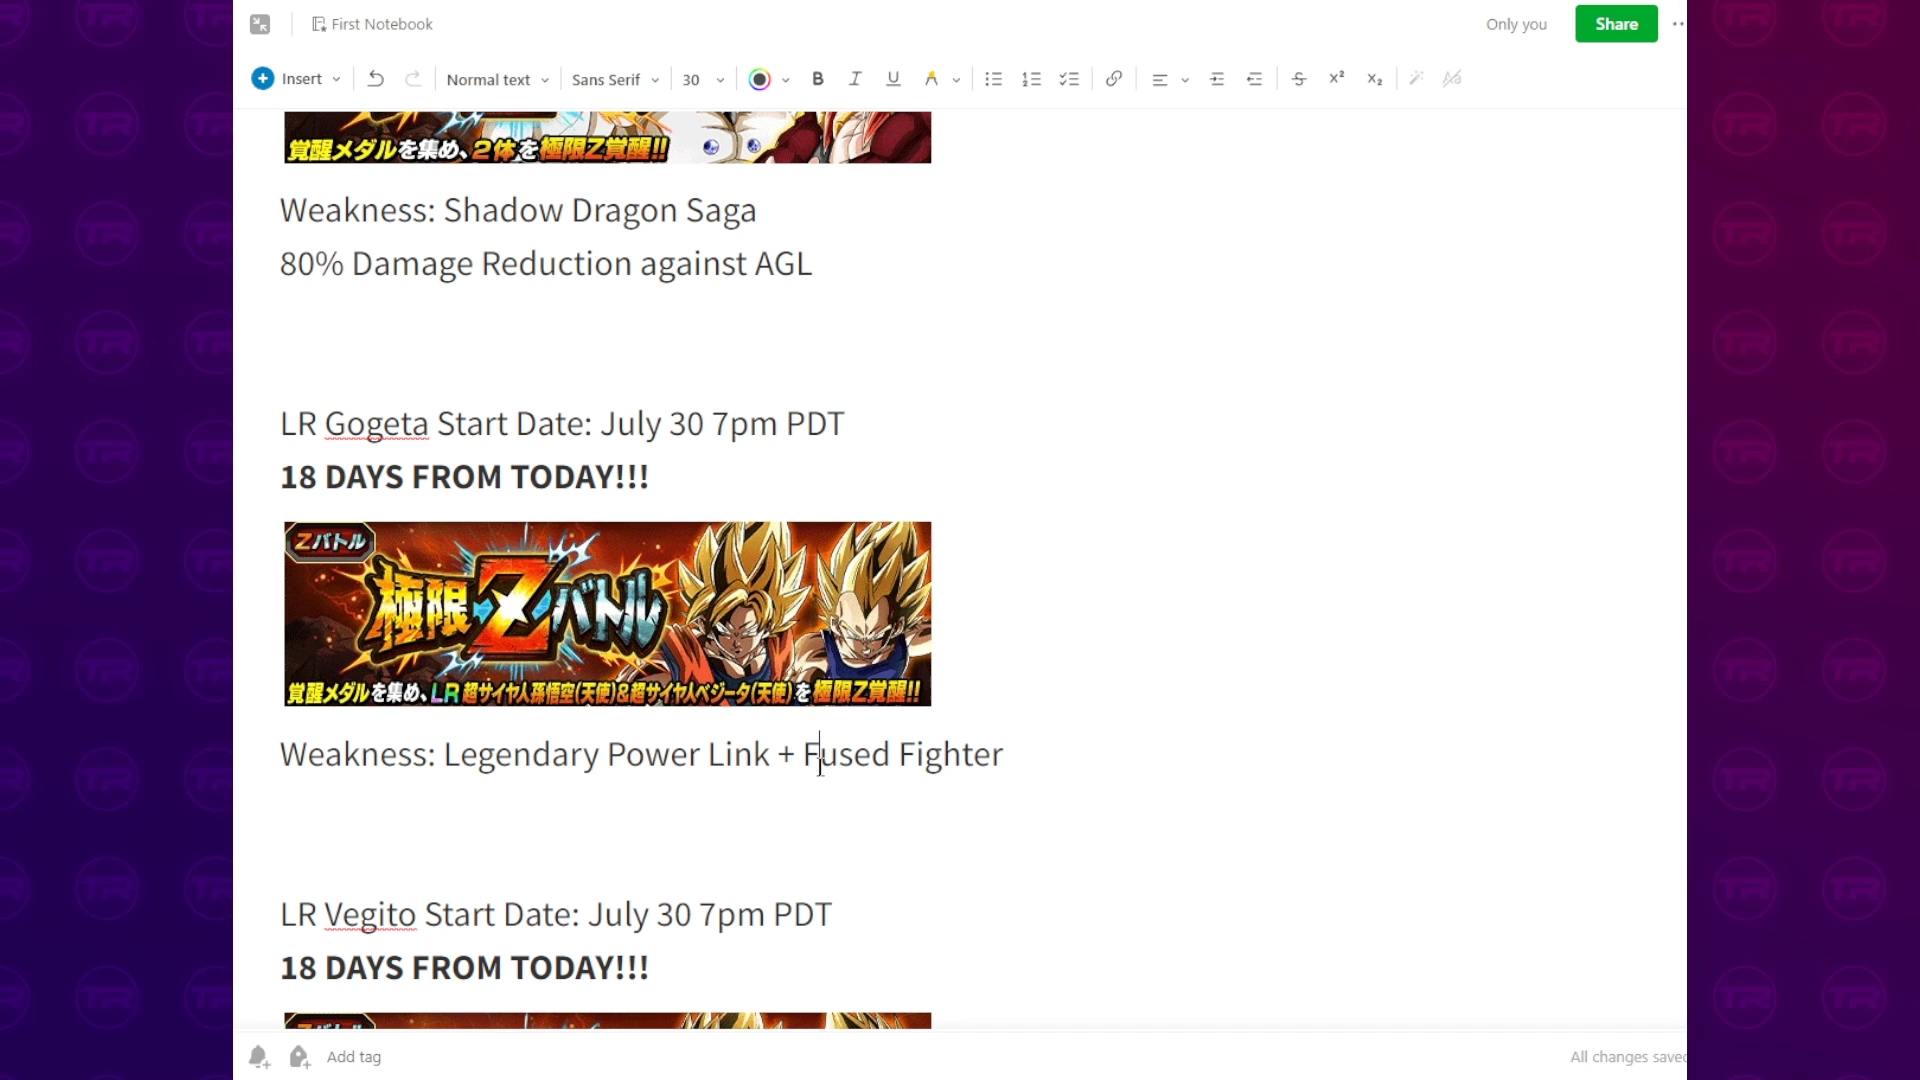 First Notebook
Only you
Share
Insert
Normal text
Sans Serif
30
覚醒メダルを集め、2体を極限Z覚醒!!
Weakness: Shadow Dragon Saga
80% Damage Reduction against AGL
LR Gogeta Start Date: July 30 7pm PDT
18 DAYS FROM TODAY!!!
Zバトル
極限Zバトル
覚醒メダルを集め、LR超サイヤ人孫悟空(天使)&超サイヤ人ベジータ(天使)を極限Z覚醒!!
Weakness: Legendary Power Link + Fused Fighter
LR Vegito Start Date: July 30 7pm PDT
18 DAYS FROM TODAY!!!
Add tag
All changes saved